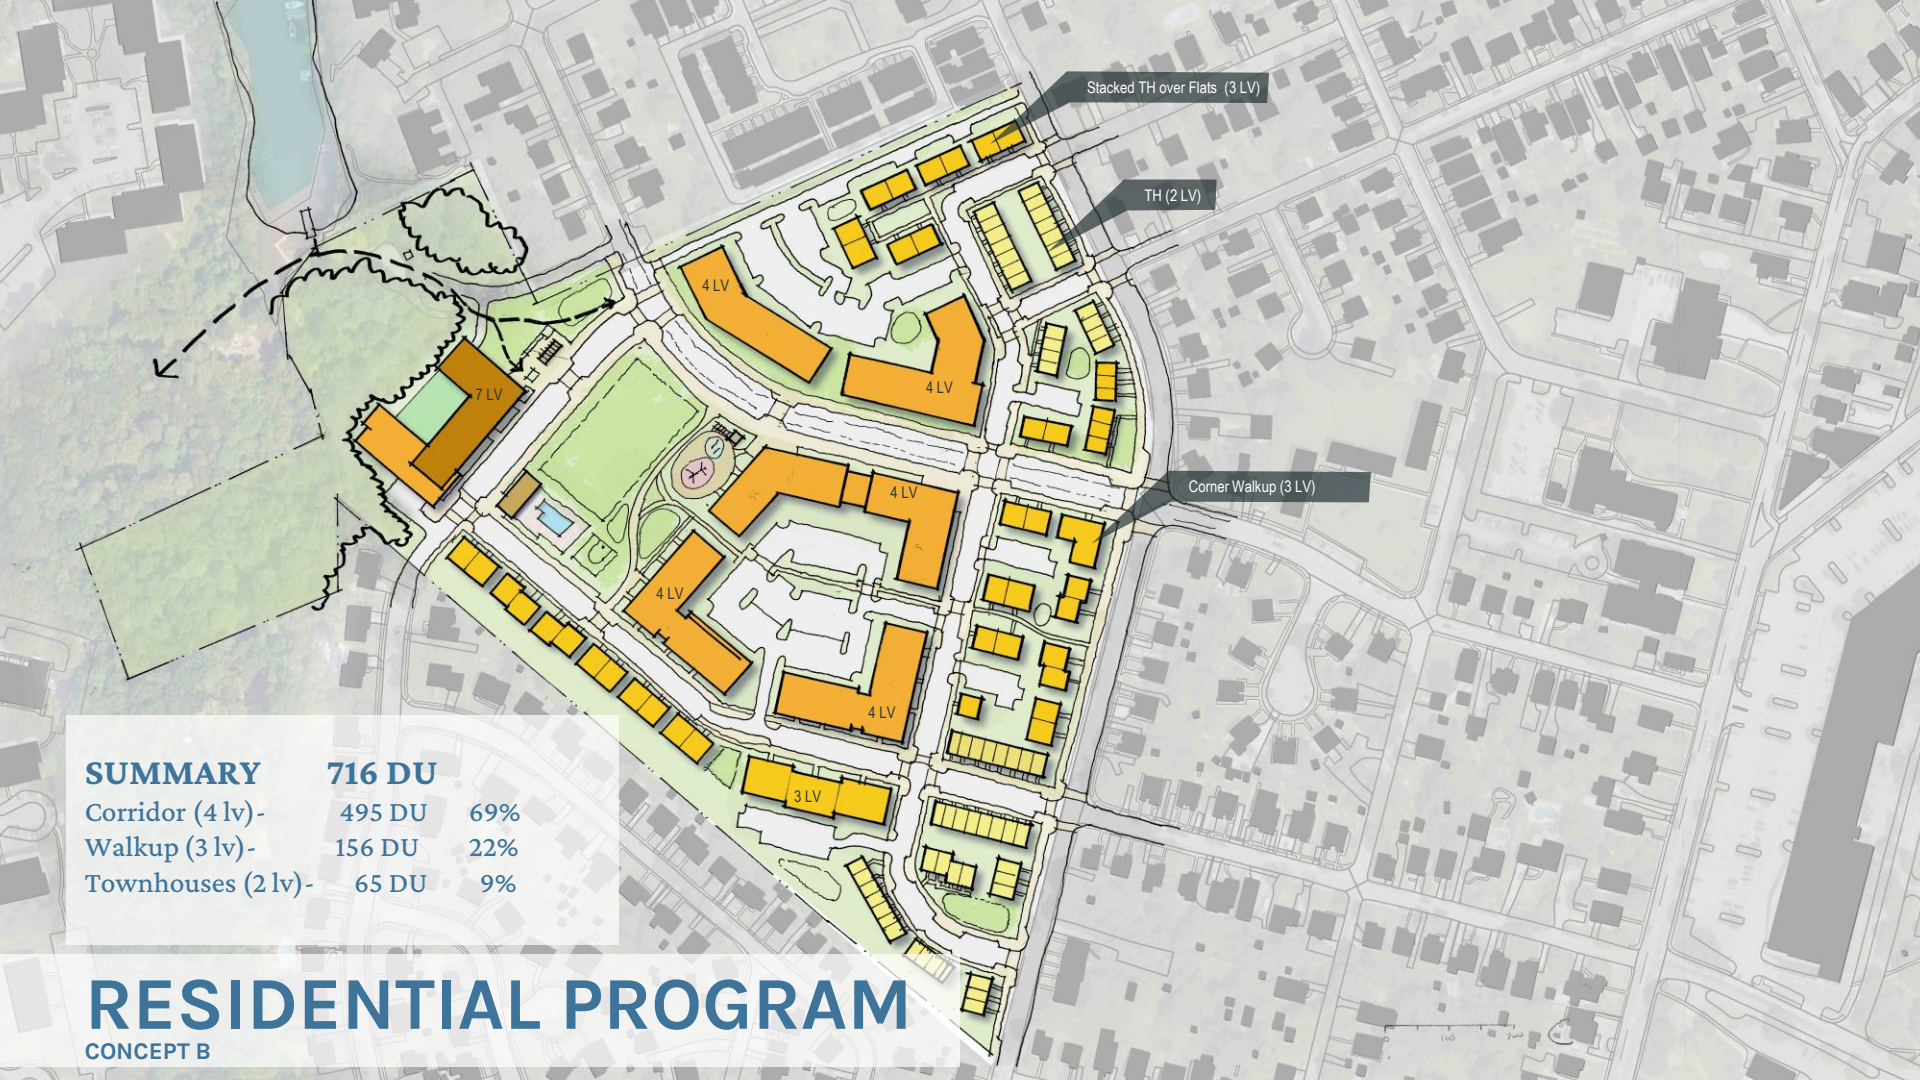 Stacked TH over Flats (3 LV)
TH (2 LV)
4 LV
4 LV
7 LV
Corner Walkup (3 LV)
4 LV
4 LV
4 LV
3 LV
SUMMARY 716 DU
Corridor (4 lv)- 495 DU 69%
Walkup (3 lv)- 156 DU 22%
Townhouses (2 lv)- 65 DU 9%
RESIDENTIAL PROGRAM
CONCEPT B